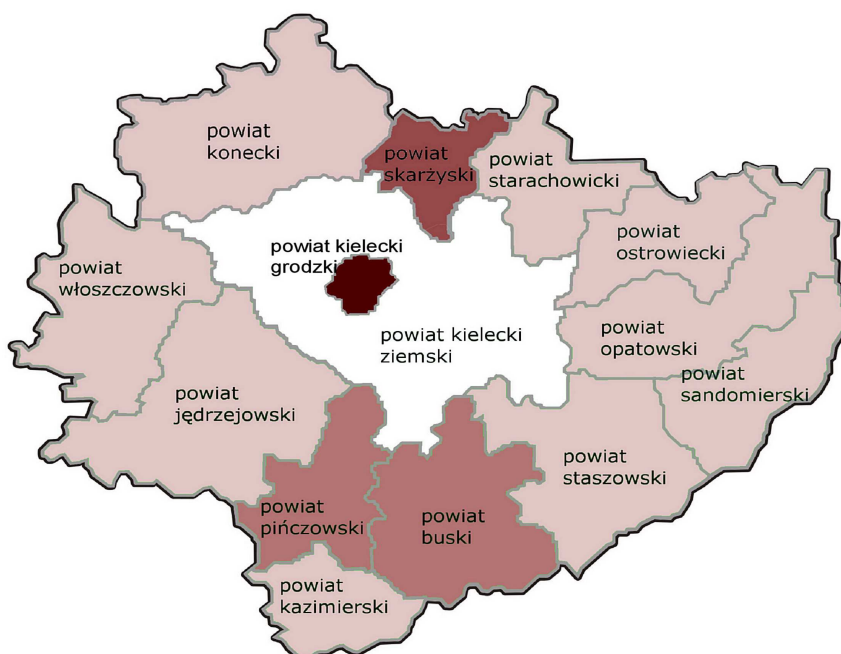 powiat
konecki
powiat
skarżyski
powiat
starachowicki
powiat
ostrowiecki
powiat kielecki
grodzki
powiat
włoszczowski
powiat kielecki
ziemski
powiat
opatowski
powiat
sandomierski
powiat
jędrzejowski
powiat
staszowski
powiat
pińczowski
powiat
buski
powiat
kazimierski